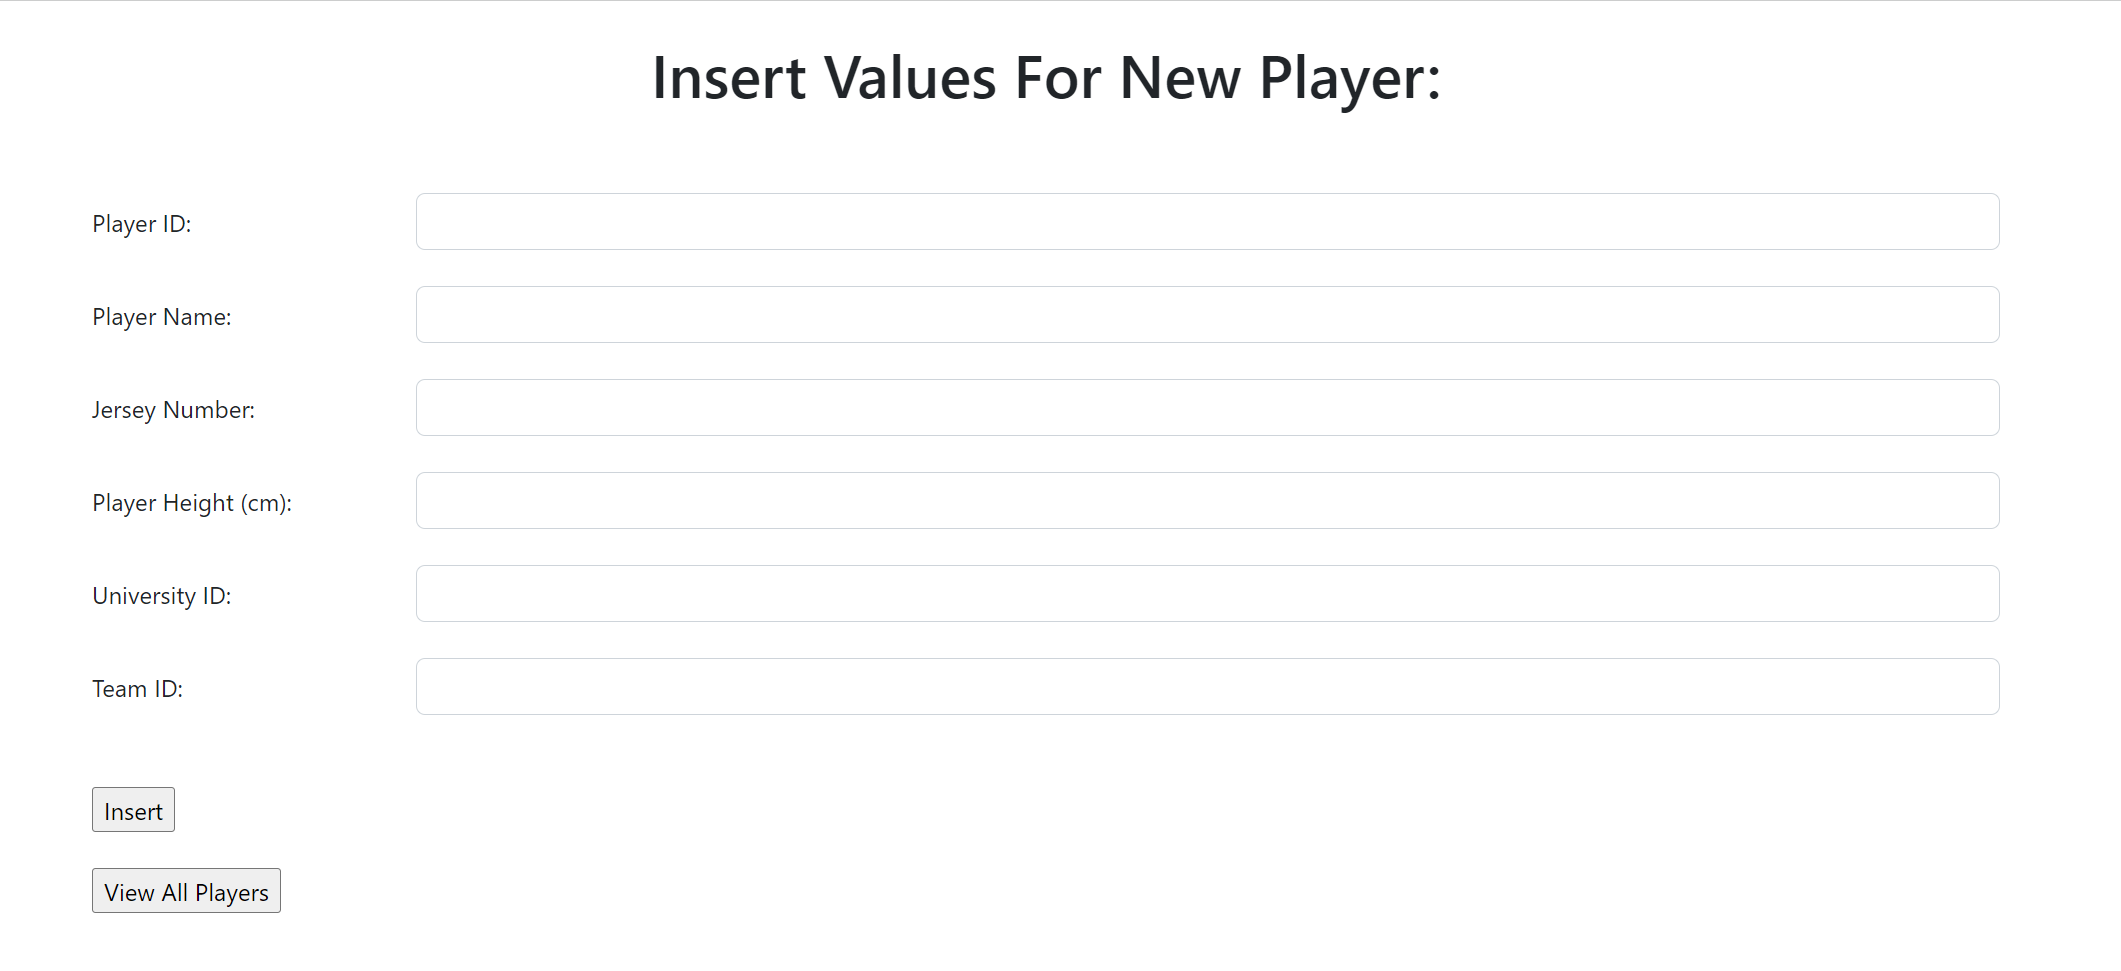 Insert Values For New Player:
Player ID:
Player Name:
Jersey Number:
Player Height (cm):
University ID:
Team ID:
Insert
View All Players